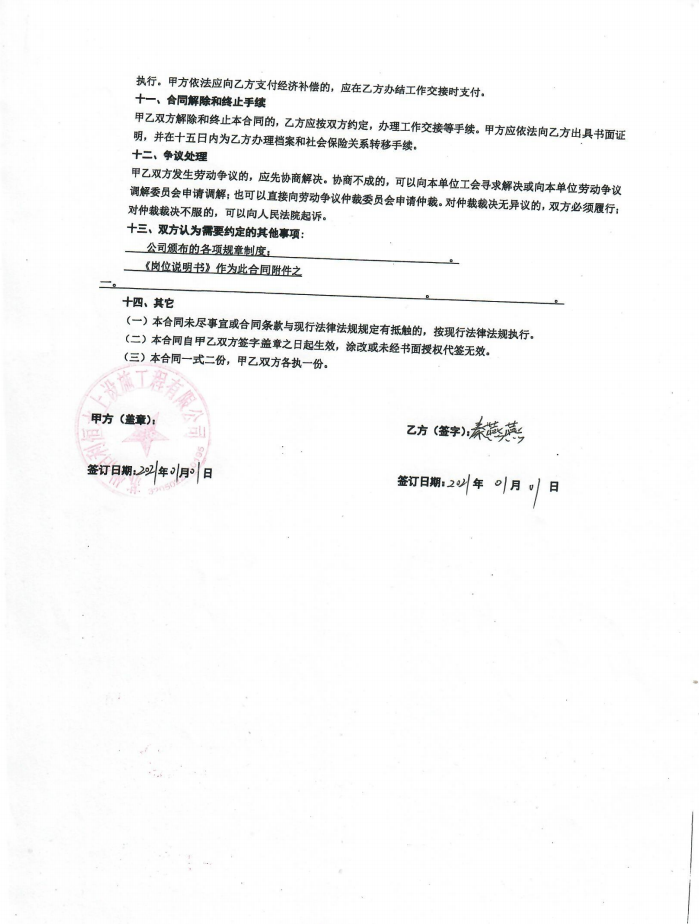 执行。甲方依法应向乙方支付经济补偿的，应在乙方办结工作交接时支付。
十一、合同解除和终止手续
甲乙双方解除和终止本合同的，乙方应按双方约定，办理工作交接等手续。甲方应依法向乙方出具书面证
明，并在十五日内为乙方办理档案和社会保险关系转移手续。
十二、争议处理
甲乙双方发生劳动争议的，应先协商解决。协商不成的，可以向本单位工会寻求解决或向本单位劳动争议
调解委员会申请调解；也可以直接向劳动争议仲裁委员会申请仲裁。对仲裁裁决无异议的，双方必须履行；
对仲裁裁决不服的，可以向人民法院起诉。
十三、双方认为需要约定的其他事项：
公司颁布的各项规章制度； 。
《岗位说明书》作为此合同附件之
一。 。 。
十四、其它
（一）本合同未尽事宜或合同条款与现行法律法规规定有抵触的，按现行法律法规执行。
（二）本合同自甲乙双方签字盖章之日起生效，涂改或未经书面授权代签无效。
（三）本合同一式二份，甲乙双方各执一份。
上设施工程有限公司
甲方（盖章）：
乙方（签字）：秦燕燕
签订日期：2021年01月01日
签订日期：2021年 01月 01日